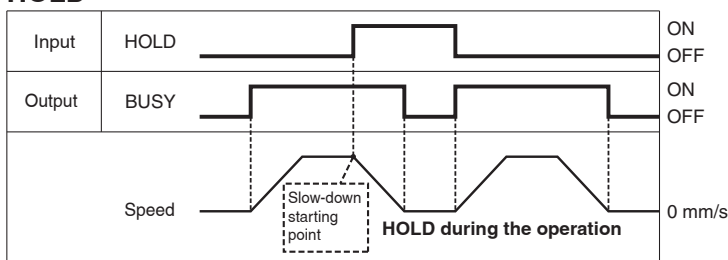 Input HOLD ON
OFF
Output BUSY ON
OFF
Speed 0 mm/s
Slow-down
starting
point
HOLD during the operation